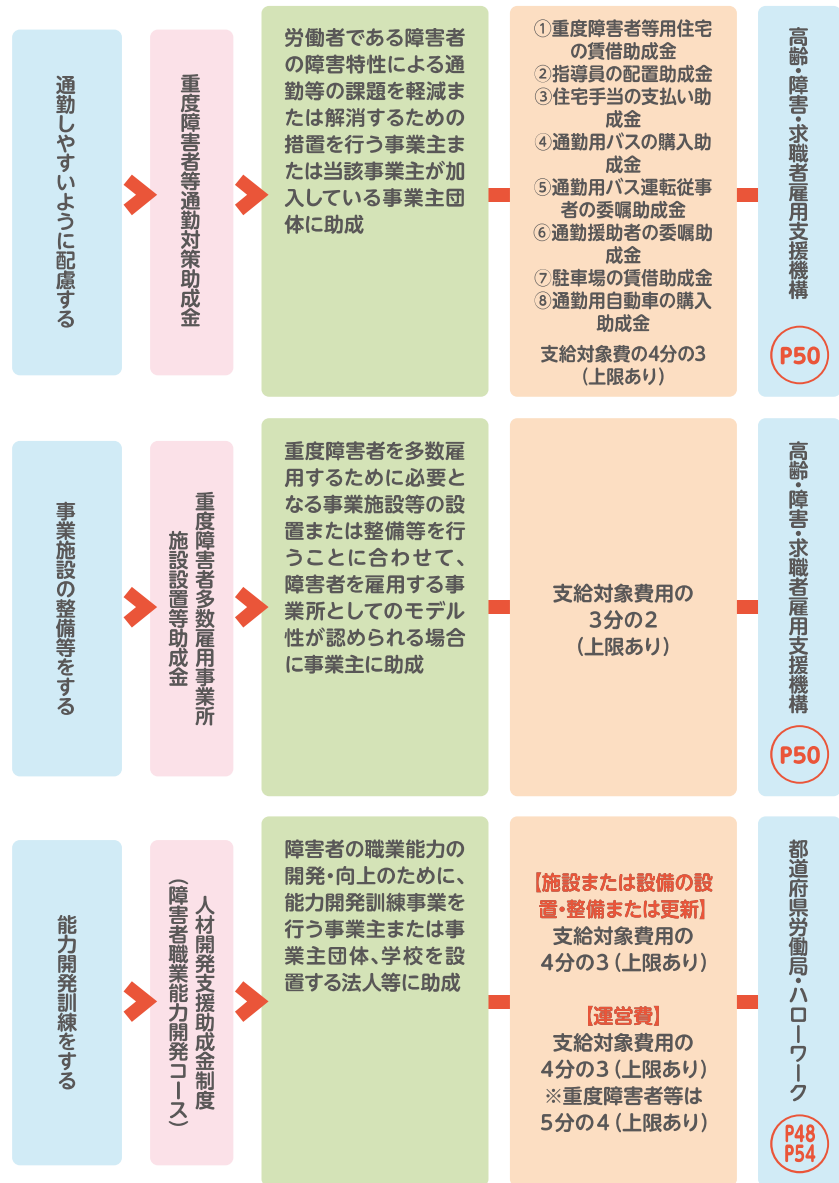 通勤しやすいように配慮する
重度障害者等通勤対策助成金
労働者である障害者
の障害特性による通
勤等の課題を軽減ま
たは解消するための
措置を行う事業主ま
たは当該事業主が加
入している事業主団
体に助成
①重度障害者等用住宅
の賃借助成金
②指導員の配置助成金
③住宅手当の支払い助
成金
④通勤用バスの購入助
成金
⑤通勤用バス運転従事
者の委嘱助成金
⑥通勤援助者の委嘱助
成金
⑦駐車場の賃借助成金
⑧通勤用自動車の購入
助成金
支給対象費の4分の3
(上限あり)
高齢・障害・求職者雇用支援機構
P50
事業施設の整備等をする
重度障害者多数雇用事業所
施設設置等助成金
重度障害者を多数雇
用するために必要と
なる事業施設等の設
置または整備等を行
うことに合わせて、
障害者を雇用する事
業所としてのモデル
性が認められる場合
に事業主に助成
支給対象費用の
3分の2
(上限あり)
高齢・障害・求職者雇用支援機構
P50
能力開発訓練をする
人材開発支援助成金制度
(障害者職業能力開発コース)
障害者の職業能力の
開発・向上のために、
能力開発訓練事業を
行う事業主または事
業主団体、学校を設
置する法人等に助成
【施設または設備の設
置・整備または更新】
支給対象費用の
4分の3(上限あり)
【運営費】
支給対象費用の
4分の3(上限あり)
※重度障害者等は
5分の4(上限あり)
都道府県労働局・ハローワーク
P48
P54